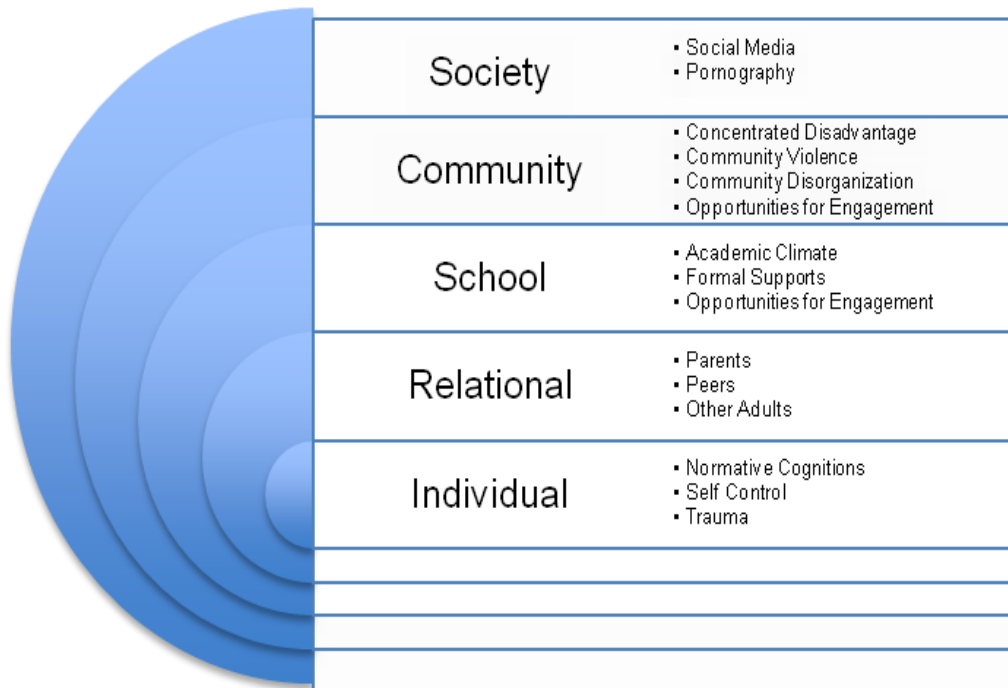 Society
▪ Social Media
▪ Pornography
Community
▪ Concentrated Disadvantage
▪ Community Violence
▪ Community Disorganization
▪ Opportunities for Engagement
School
▪ Academic Climate
▪ Formal Supports
▪ Opportunities for Engagement
Relational
▪ Parents
▪ Peers
▪ Other Adults
Individual
▪ Normative Cognitions
▪ Self Control
▪ Trauma